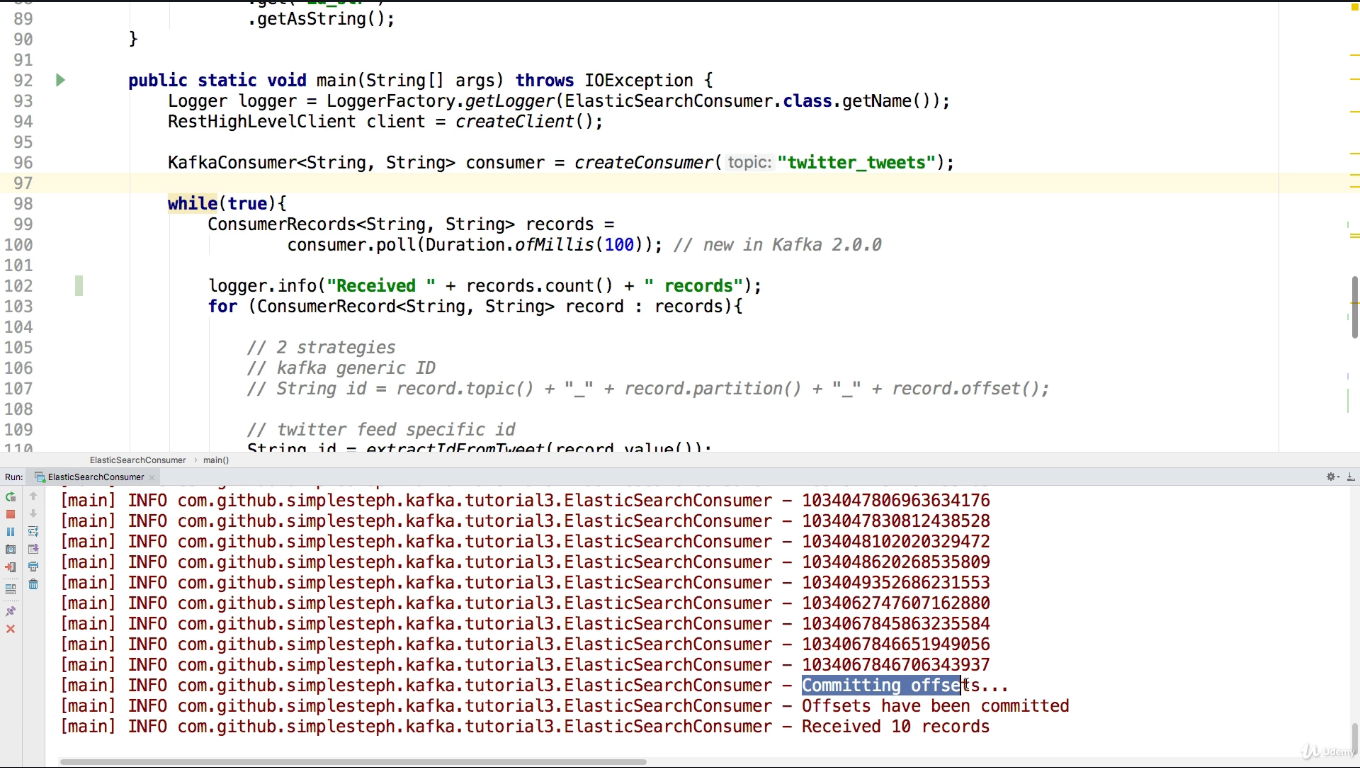 89 .getAsString();
90 }
91
92 public static void main(String[] args) throws IOException {
93 Logger logger = LoggerFactory.getLogger(ElasticSearchConsumer.class.getName());
94 RestHighLevelClient client = createClient();
95
96 KafkaConsumer<String, String> consumer = createConsumer( topic: "twitter_tweets");
97
98 while(true){
99 ConsumerRecords<String, String> records =
100 consumer.poll(Duration.ofMillis(100)); // new in Kafka 2.0.0
101
102 logger.info("Received " + records.count() + " records");
103 for (ConsumerRecord<String, String> record : records){
104
105 // 2 strategies
106 // kafka generic ID
107 // String id = record.topic() + "_" + record.partition() + "_" + record.offset();
108
109 // twitter feed specific id
110 String id = extractIdFromTweet(record.value());
ElasticSearchConsumer › main()
Run: ElasticSearchConsumer ×
[main] INFO com.github.simplesteph.kafka.tutorial3.ElasticSearchConsumer - 1034047806963634176
[main] INFO com.github.simplesteph.kafka.tutorial3.ElasticSearchConsumer - 1034047830812438528
[main] INFO com.github.simplesteph.kafka.tutorial3.ElasticSearchConsumer - 1034048102020329472
[main] INFO com.github.simplesteph.kafka.tutorial3.ElasticSearchConsumer - 1034048620268535809
[main] INFO com.github.simplesteph.kafka.tutorial3.ElasticSearchConsumer - 1034049352686231553
[main] INFO com.github.simplesteph.kafka.tutorial3.ElasticSearchConsumer - 1034062747607162880
[main] INFO com.github.simplesteph.kafka.tutorial3.ElasticSearchConsumer - 1034067845863235584
[main] INFO com.github.simplesteph.kafka.tutorial3.ElasticSearchConsumer - 1034067846651949056
[main] INFO com.github.simplesteph.kafka.tutorial3.ElasticSearchConsumer - 1034067846706343937
[main] INFO com.github.simplesteph.kafka.tutorial3.ElasticSearchConsumer - Committing offsets...
[main] INFO com.github.simplesteph.kafka.tutorial3.ElasticSearchConsumer - Offsets have been committed
[main] INFO com.github.simplesteph.kafka.tutorial3.ElasticSearchConsumer - Received 10 records
Udemy